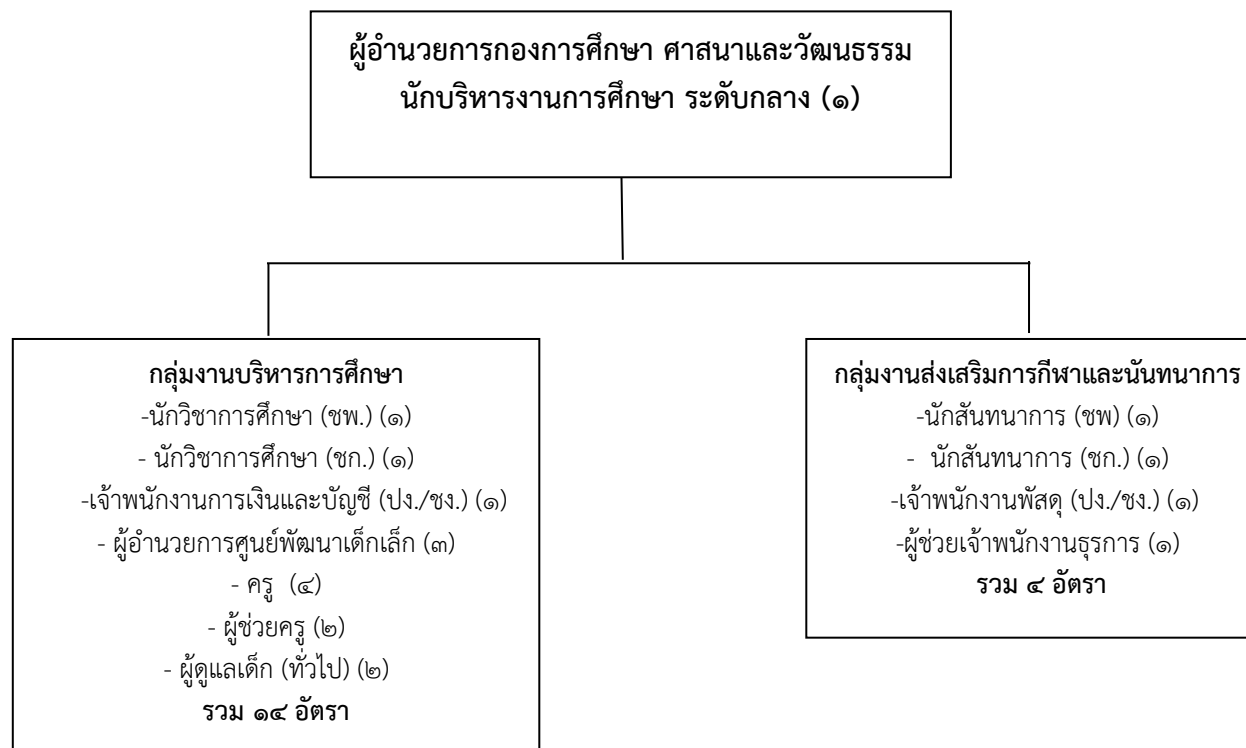 ผู้อำนวยการกองการศึกษา ศาสนาและวัฒนธรรม
นักบริหารงานการศึกษา ระดับกลาง (๑)
กลุ่มงานบริหารการศึกษา
-นักวิชาการศึกษา (ชพ.) (๑)
- นักวิชาการศึกษา (ชก.) (๑)
-เจ้าพนักงานการเงินและบัญชี (ปง./ชง.) (๑)
- ผู้อำนวยการศูนย์พัฒนาเด็กเล็ก (๓)
- ครู (๔)
- ผู้ช่วยครู (๒)
- ผู้ดูแลเด็ก (ทั่วไป) (๒)
รวม ๑๔ อัตรา
กลุ่มงานส่งเสริมการกีฬาและนันทนาการ
-นักสันทนาการ (ชพ) (๑)
- นักสันทนาการ (ชก.) (๑)
-เจ้าพนักงานพัสดุ (ปง./ชง.) (๑)
-ผู้ช่วยเจ้าพนักงานธุรการ (๑)
รวม ๔ อัตรา